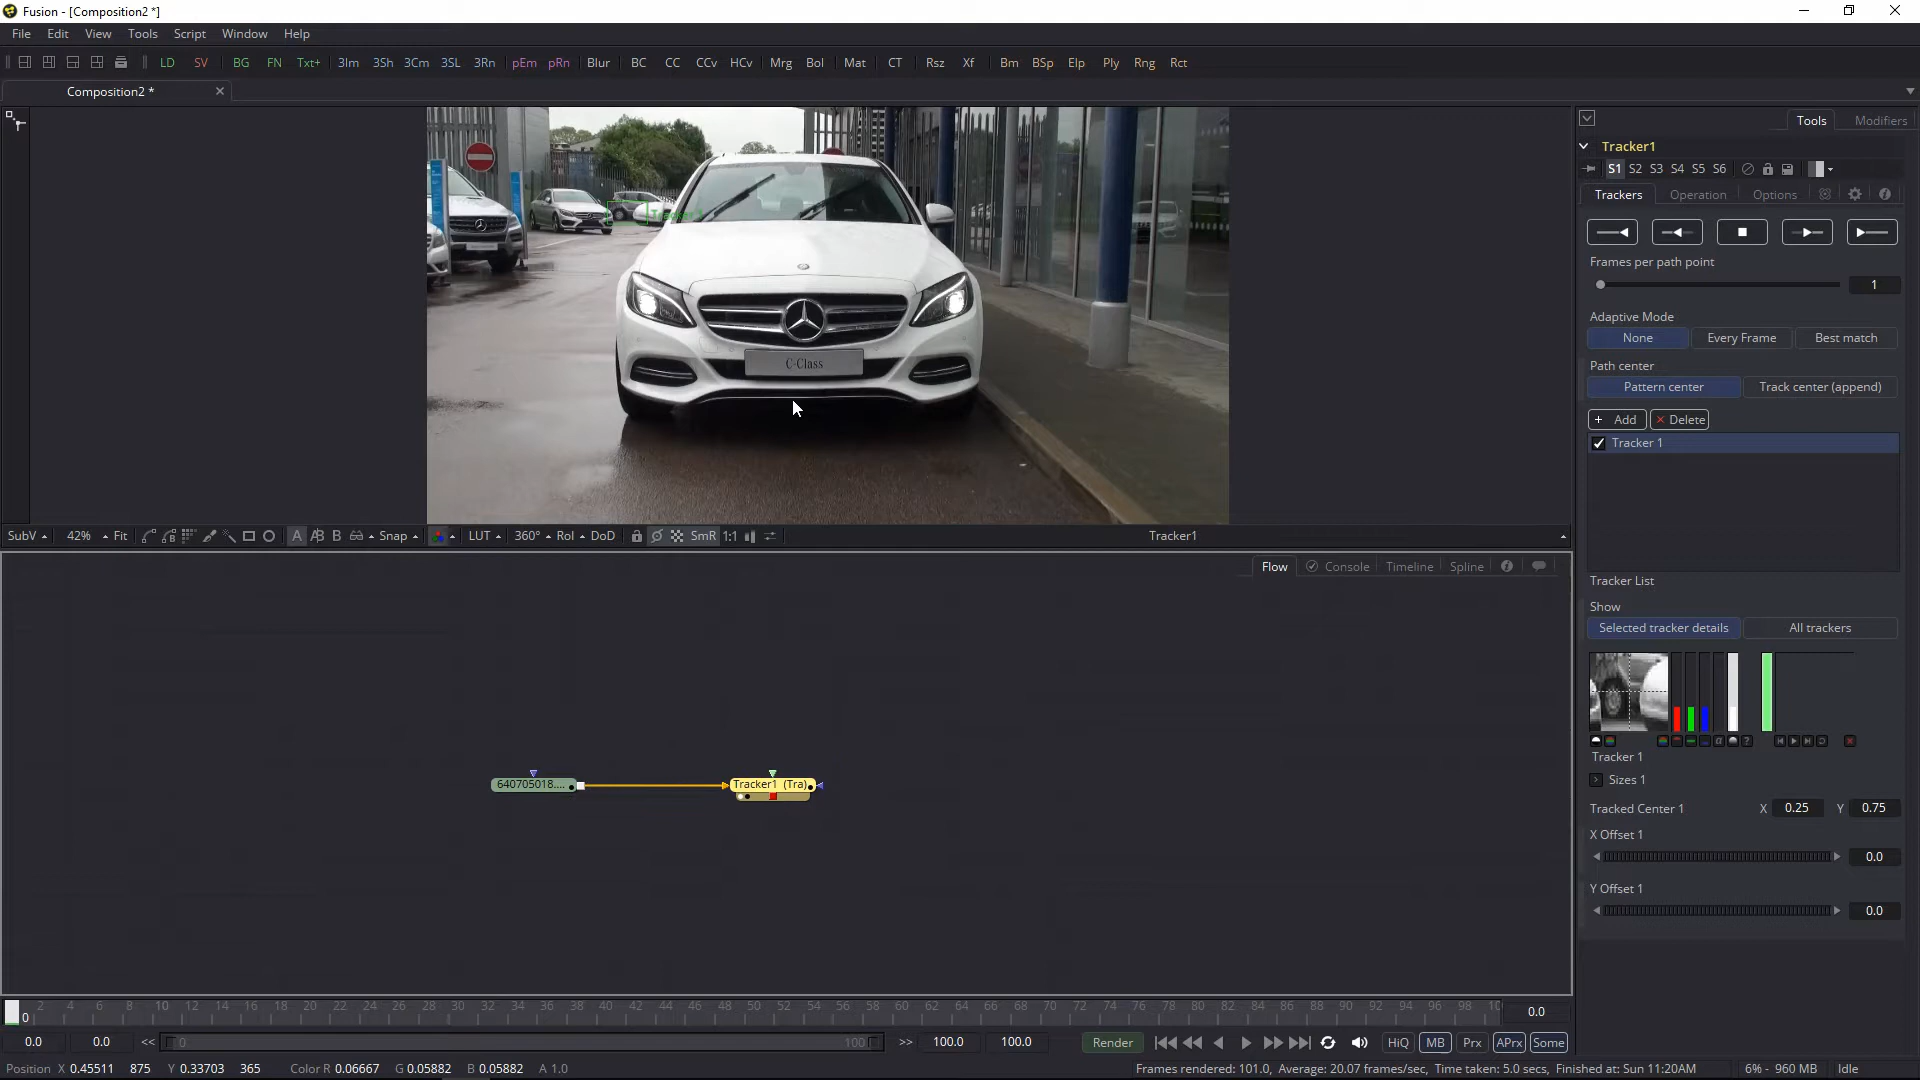 Fusion - [Composition2 *]
File Edit View Tools Script Window Help
LD SV BG FN Txt+ 3Im 3Sh 3Cm 3SL 3Rn pEm pRn Blur BC CC CCv HCv Mrg Bol Mat CT Rsz Xf Bm BSp Elp Ply Rng Rct
Composition2 *
Tools Modifiers
Tracker1
S1 S2 S3 S4 S5 S6
Trackers Operation Options
Frames per path point
1
Adaptive Mode
None Every Frame Best match
Path center
Pattern center Track center (append)
+ Add × Delete
Tracker 1
Tracker List
Show
Selected tracker details All trackers
Tracker 1
Sizes 1
Tracked Center 1 X 0.25 Y 0.75
X Offset 1
0.0
Y Offset 1
0.0
C-Class
SubV 42% Fit A B Snap LUT 360° RoI DoD SmR 1:1 Tracker1
Flow Console Timeline Spline
640705018.... Tracker1 (Tra)
0 2 4 6 8 10 12 14 16 18 20 22 24 26 28 30 32 34 36 38 40 42 44 46 48 50 52 54 56 58 60 62 64 66 68 70 72 74 76 78 80 82 84 86 88 90 92 94 96 98 10 0.0
0.0 0.0 << 0 100 >> 100.0 100.0 Render HiQ MB Prx APrx Some
Position X 0.45511 875 Y 0.33703 365 Color R 0.06667 G 0.05882 B 0.05882 A 1.0 Frames rendered: 101.0, Average: 20.07 frames/sec, Time taken: 5.0 secs, Finished at: Sun 11:20AM 6% - 960 MB Idle